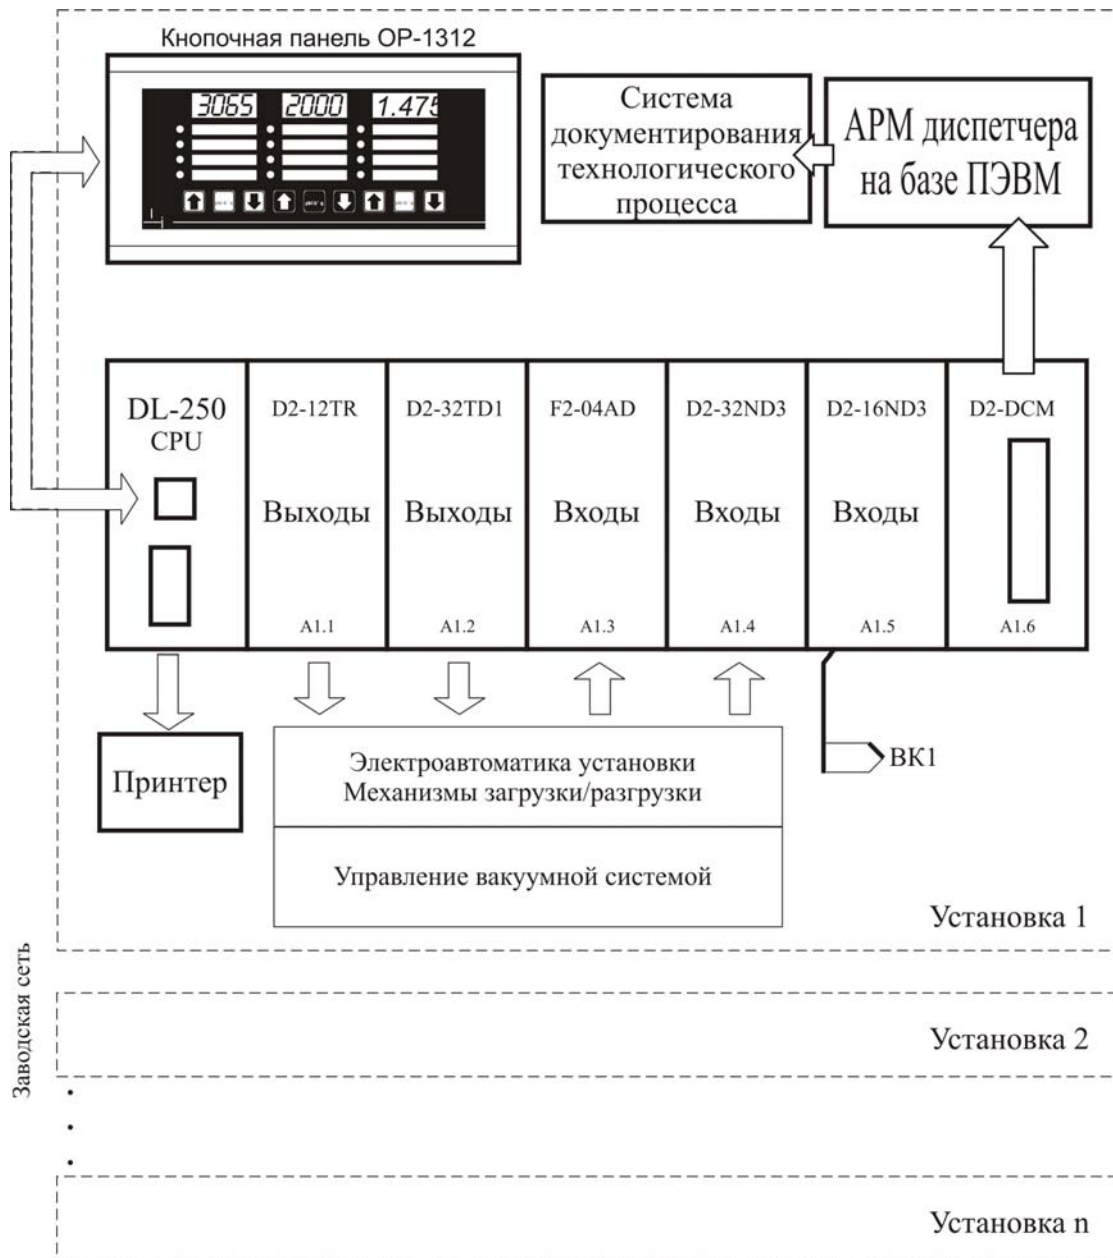 Кнопочная панель OP-1312
3065 2000 1.475
Система
документирования
технологического
процесса
АРМ диспетчера
на базе ПЭВМ
DL-250
CPU
D2-12TR
Выходы
A1.1
D2-32TD1
Выходы
A1.2
F2-04AD
Входы
A1.3
D2-32ND3
Входы
A1.4
D2-16ND3
Входы
A1.5
D2-DCM
A1.6
Принтер
Электроавтоматика установки
Механизмы загрузки/разгрузки
Управление вакуумной системой
ВК1
Установка 1
Заводская сеть
Установка 2
Установка n